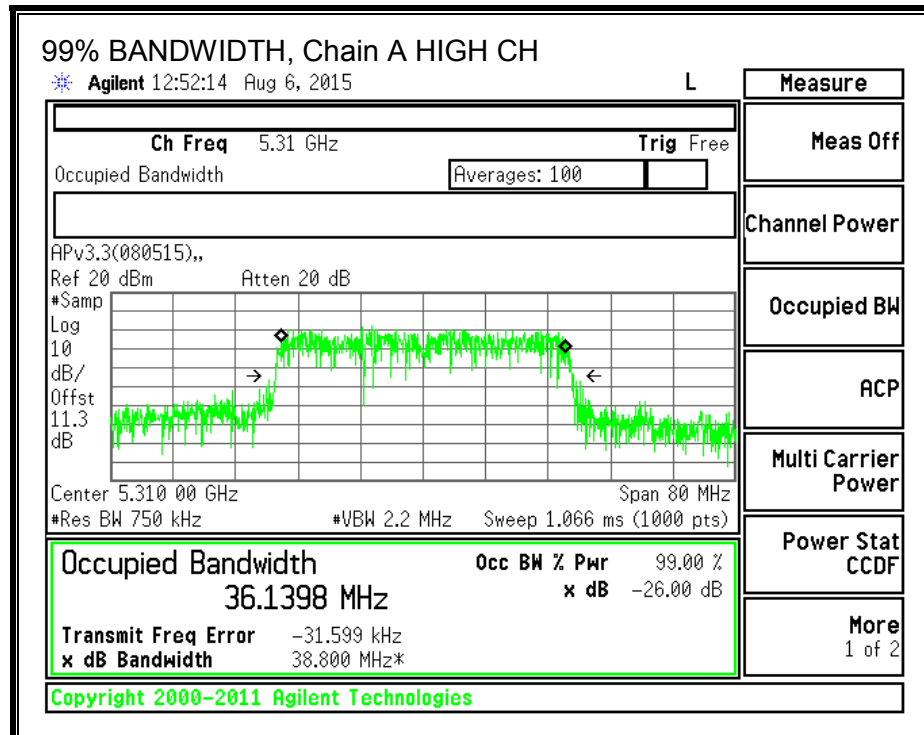 99% BANDWIDTH, Chain A HIGH CH
Agilent 12:52:14 Aug 6, 2015 L
Ch Freq 5.31 GHz Trig Free
Occupied Bandwidth Averages: 100
APv3.3(080515),,
Ref 20 dBm Atten 20 dB
#Samp
Log
10
dB/
Offst
11.3
dB
Center 5.310 00 GHz Span 80 MHz
#Res BW 750 kHz #VBW 2.2 MHz Sweep 1.066 ms (1000 pts)
Occupied Bandwidth Occ BW % Pwr 99.00 %
36.1398 MHz x dB -26.00 dB
Transmit Freq Error -31.599 kHz
x dB Bandwidth 38.800 MHz*
Copyright 2000-2011 Agilent Technologies
Measure
Meas Off
Channel Power
Occupied BW
ACP
Multi Carrier
Power
Power Stat
CCDF
More
1 of 2